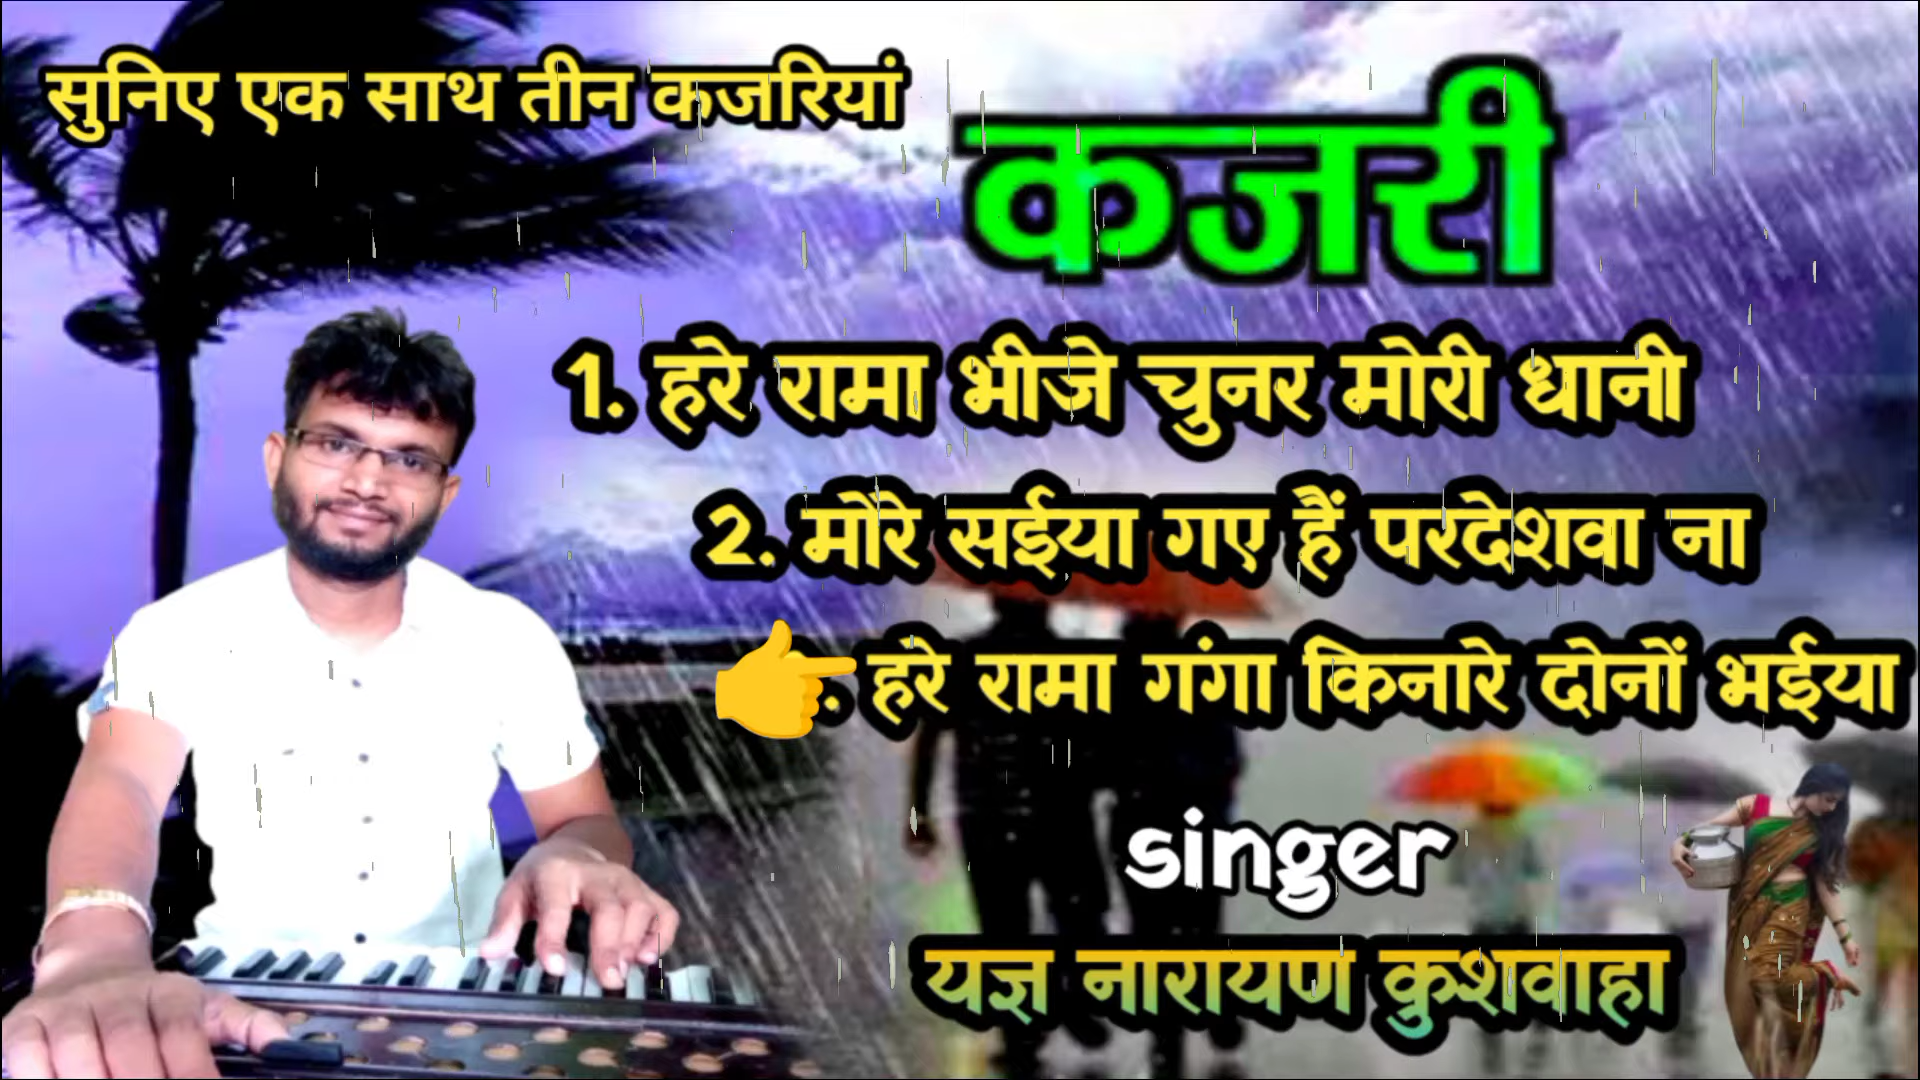 सुनिए एक साथ तीन कजरियां
कजरी
1. हरे रामा भीजे चुनर मोरी धानी
2. मोरे सईया गए हैं परदेशवा ना
. हरे रामा गंगा किनारे दोनों भईया
singer
यज्ञ नारायण कुशवाहा